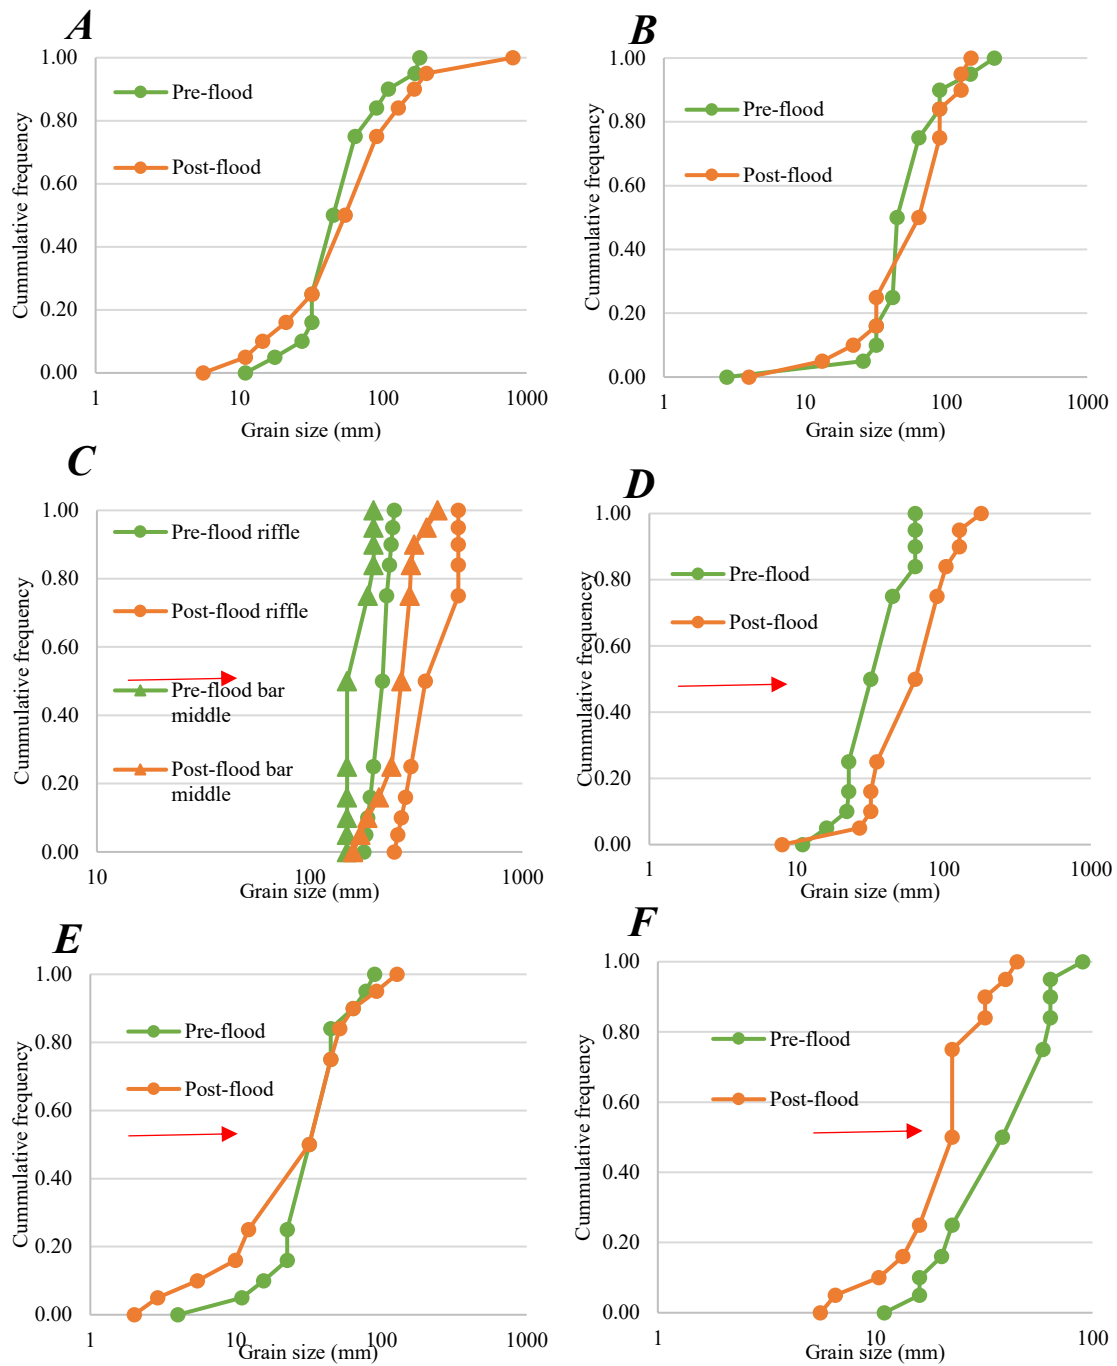 A
Cummulative frequency
1.00
0.80
0.60
0.40
0.20
0.00
Pre-flood
Post-flood
1
10
100
1000
Grain size (mm)
B
Cummulative frequency
1.00
0.80
0.60
0.40
0.20
0.00
Pre-flood
Post-flood
1
10
100
1000
Grain size (mm)
C
Cummulative frequency
1.00
0.80
0.60
0.40
0.20
0.00
Pre-flood riffle
Post-flood riffle
Pre-flood bar
middle
Post-flood bar
middle
10
100
1000
Grain size (mm)
D
Cummulative frequencey
1.00
0.80
0.60
0.40
0.20
0.00
Pre-flood
Post-flood
1
10
100
1000
Grain size (mm)
E
Cummulative frequency
1.00
0.80
0.60
0.40
0.20
0.00
Pre-flood
Post-flood
1
10
100
1000
Grain size (mm)
F
Cummulative frequency
1.00
0.80
0.60
0.40
0.20
0.00
Pre-flood
Post-flood
1
10
100
Grain size (mm)